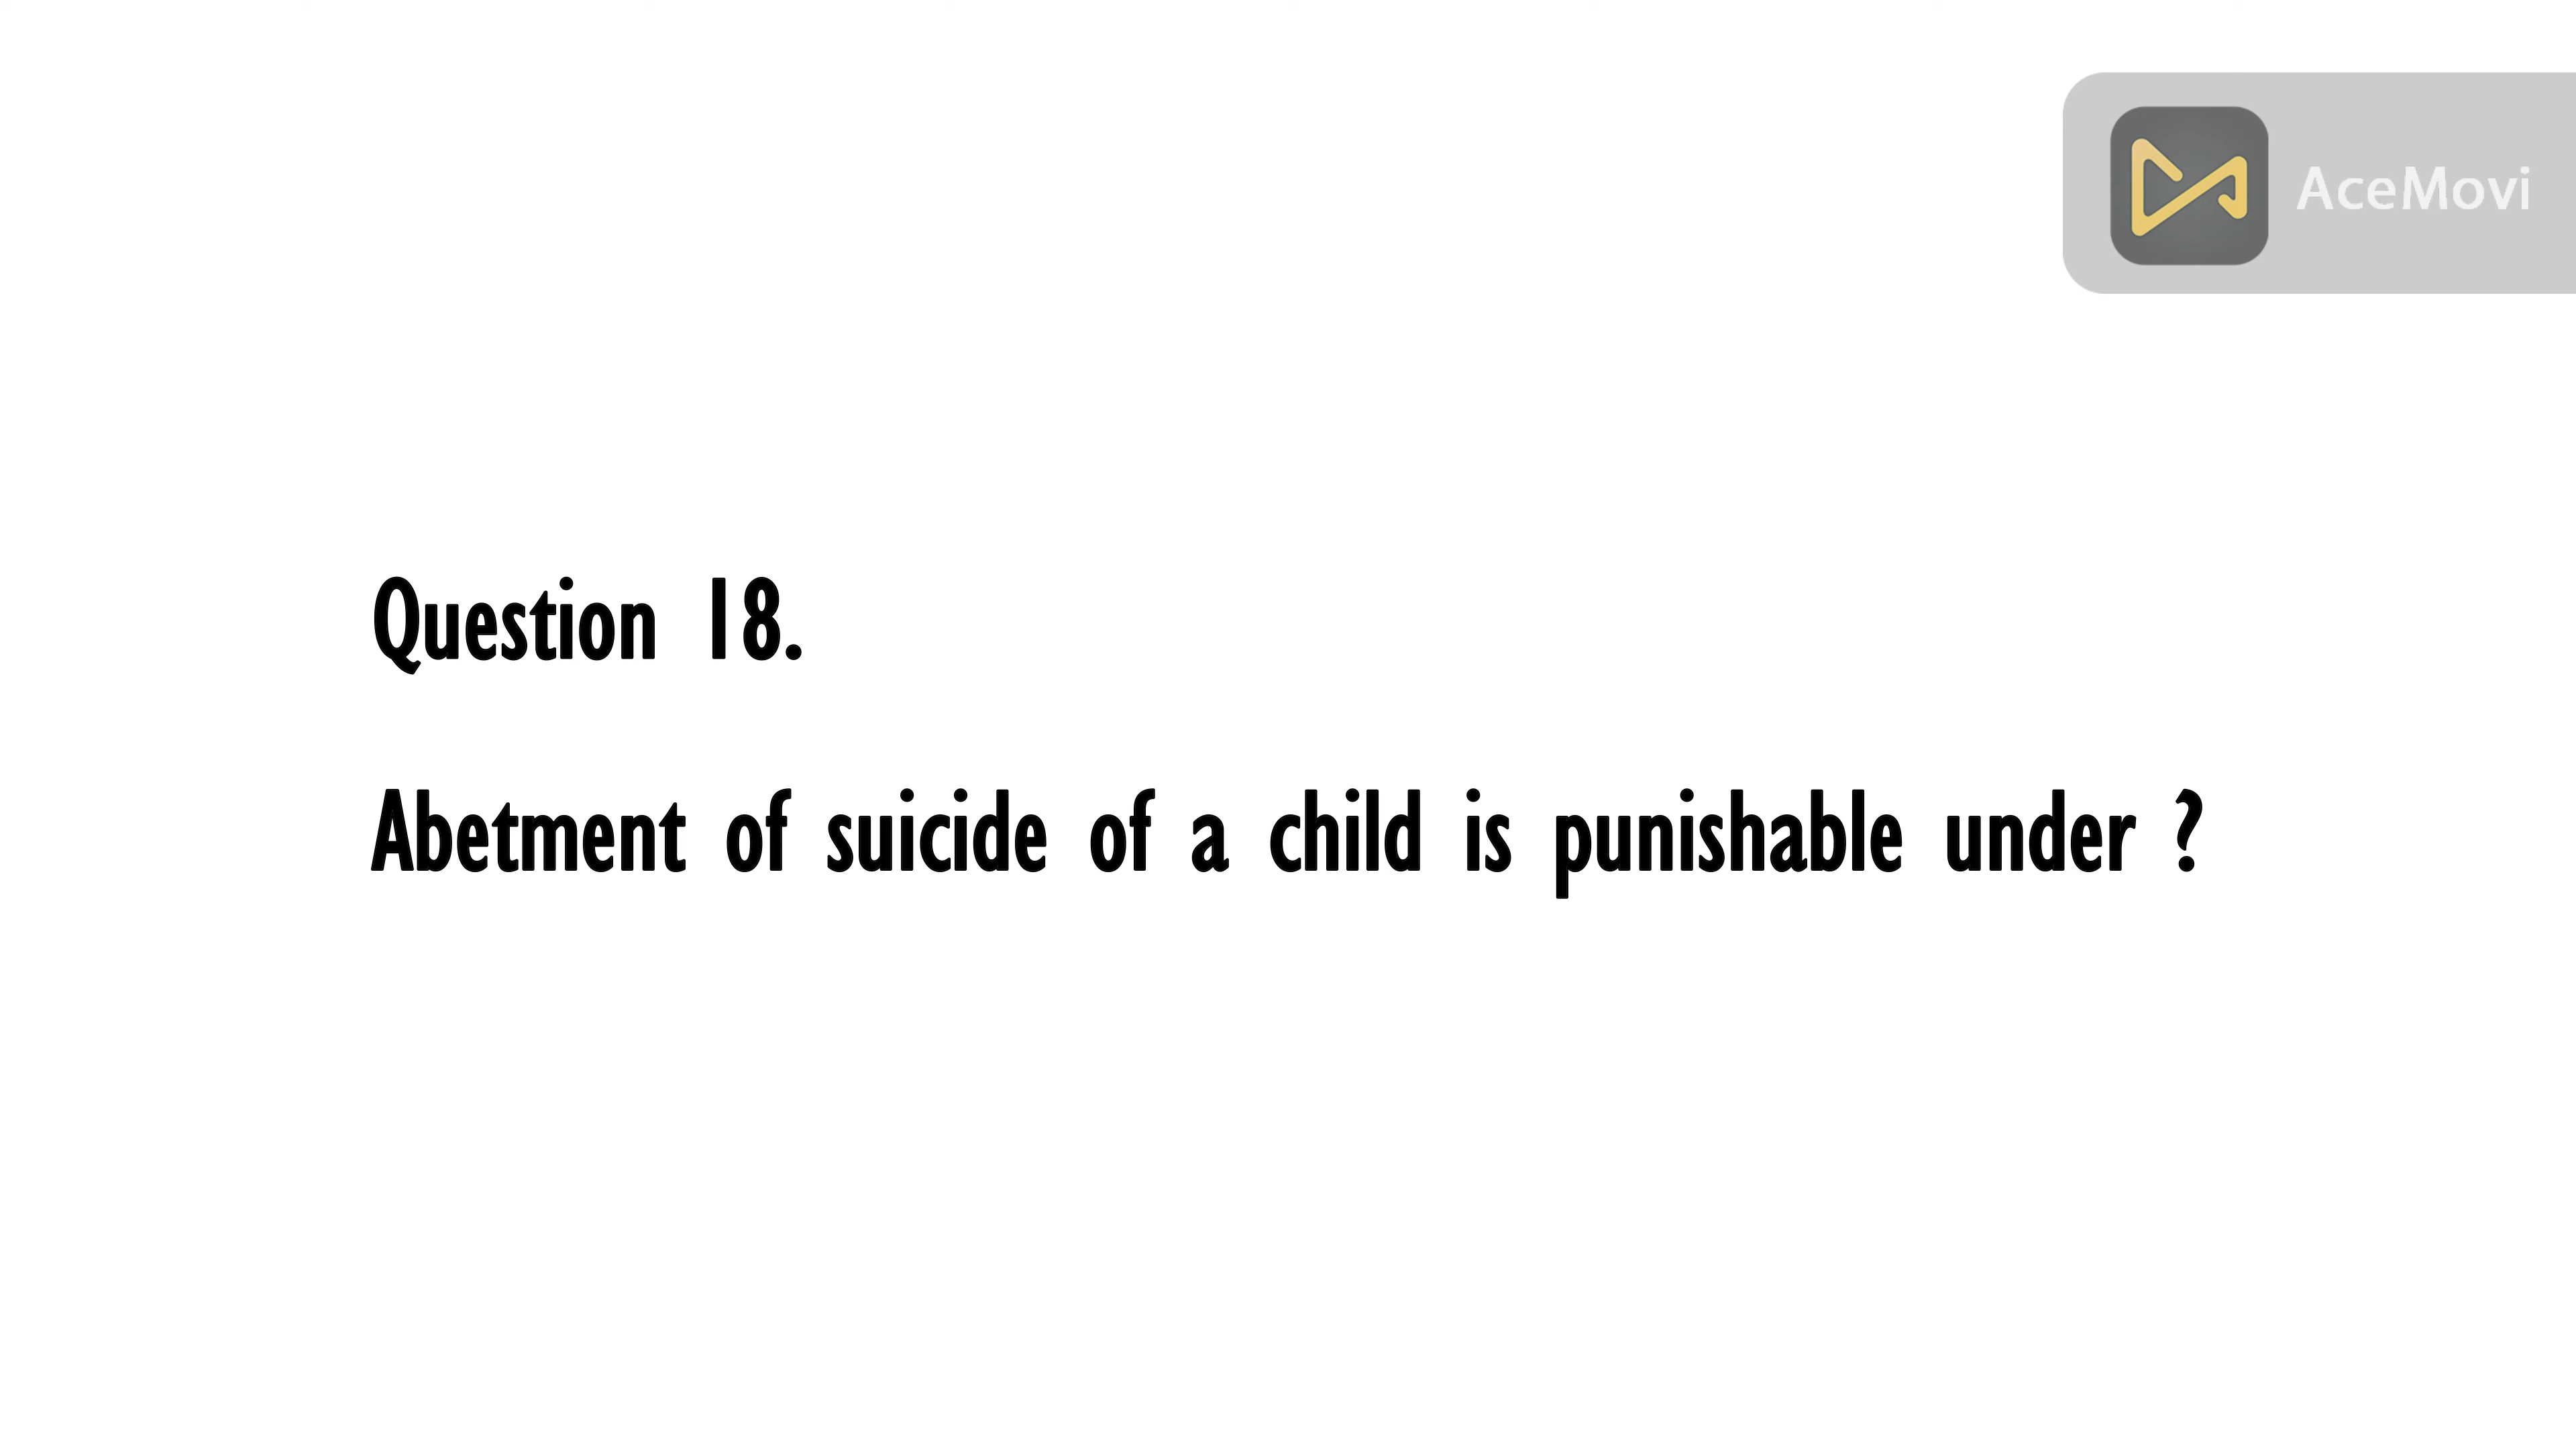 AceMovi
Question 18.
Abetment of suicide of a child is punishable under ?